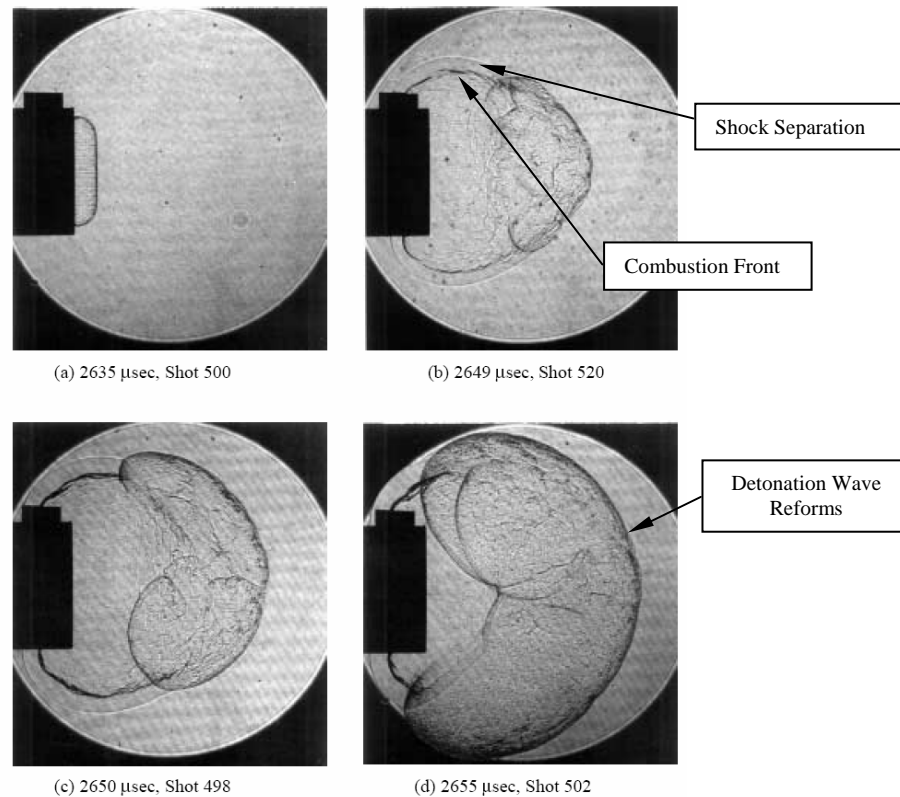 Shock Separation
Combustion Front
(a) 2635 μsec, Shot 500
(b) 2649 μsec, Shot 520
Detonation Wave
Reforms
(c) 2650 μsec, Shot 498
(d) 2655 μsec, Shot 502